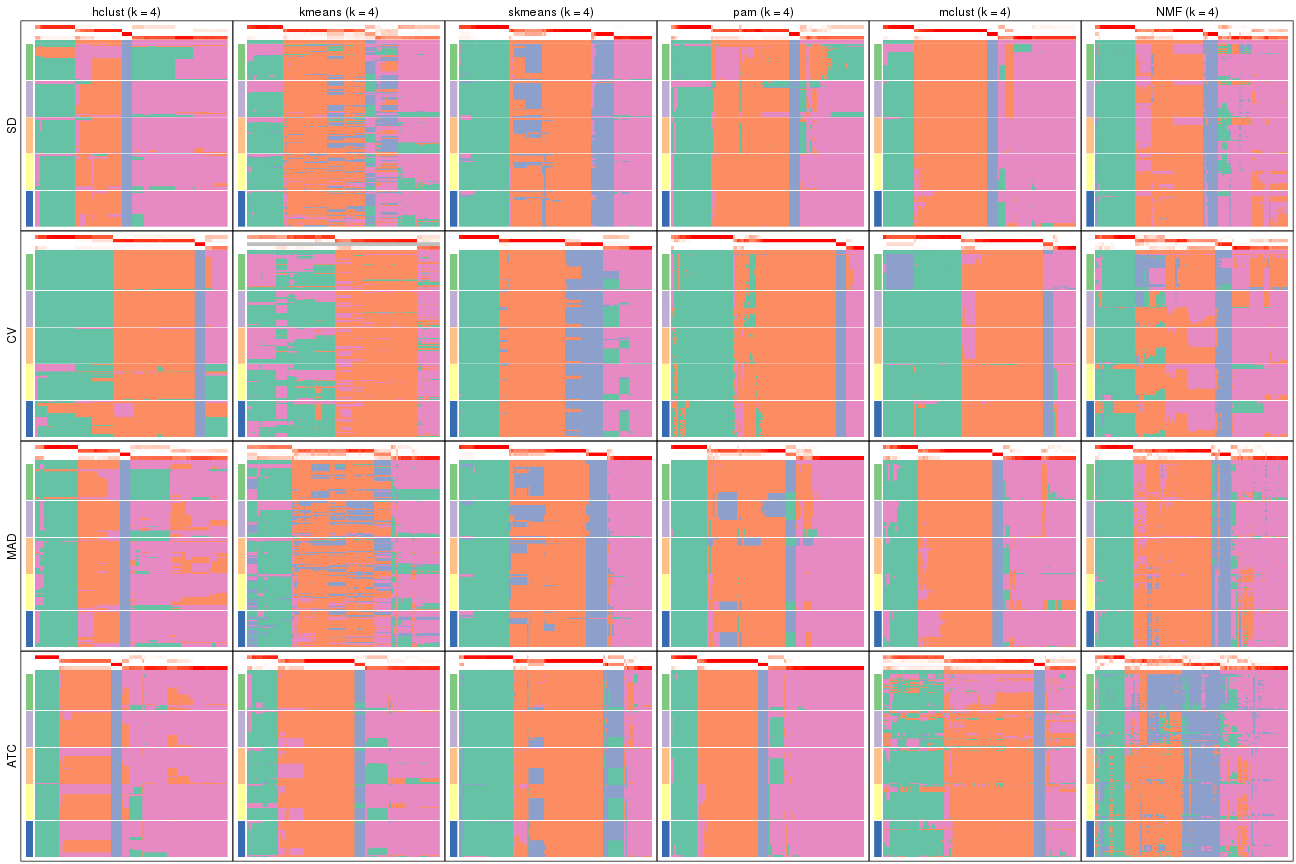 hclust (k = 4) kmeans (k = 4) skmeans (k = 4) pam (k = 4) mclust (k = 4) NMF (k = 4)
SD
CV
MAD
ATC